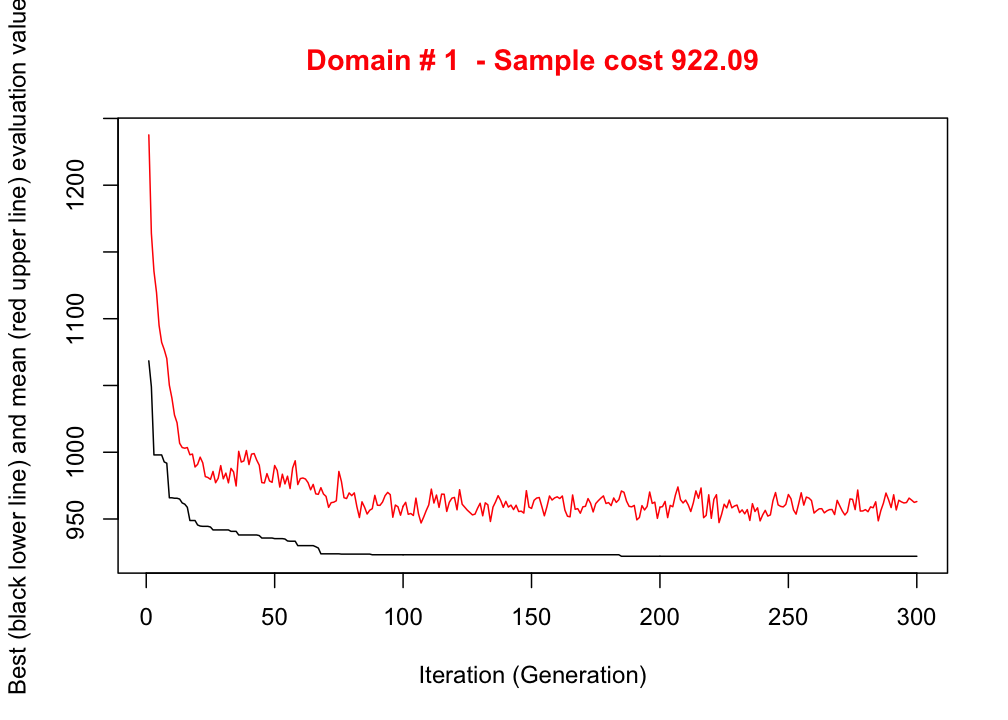 Domain # 1  - Sample cost 922.09
Best (black lower line) and mean (red upper line) evaluation value
1200
1100
1000
950
0 50 100 150 200 250 300
Iteration (Generation)